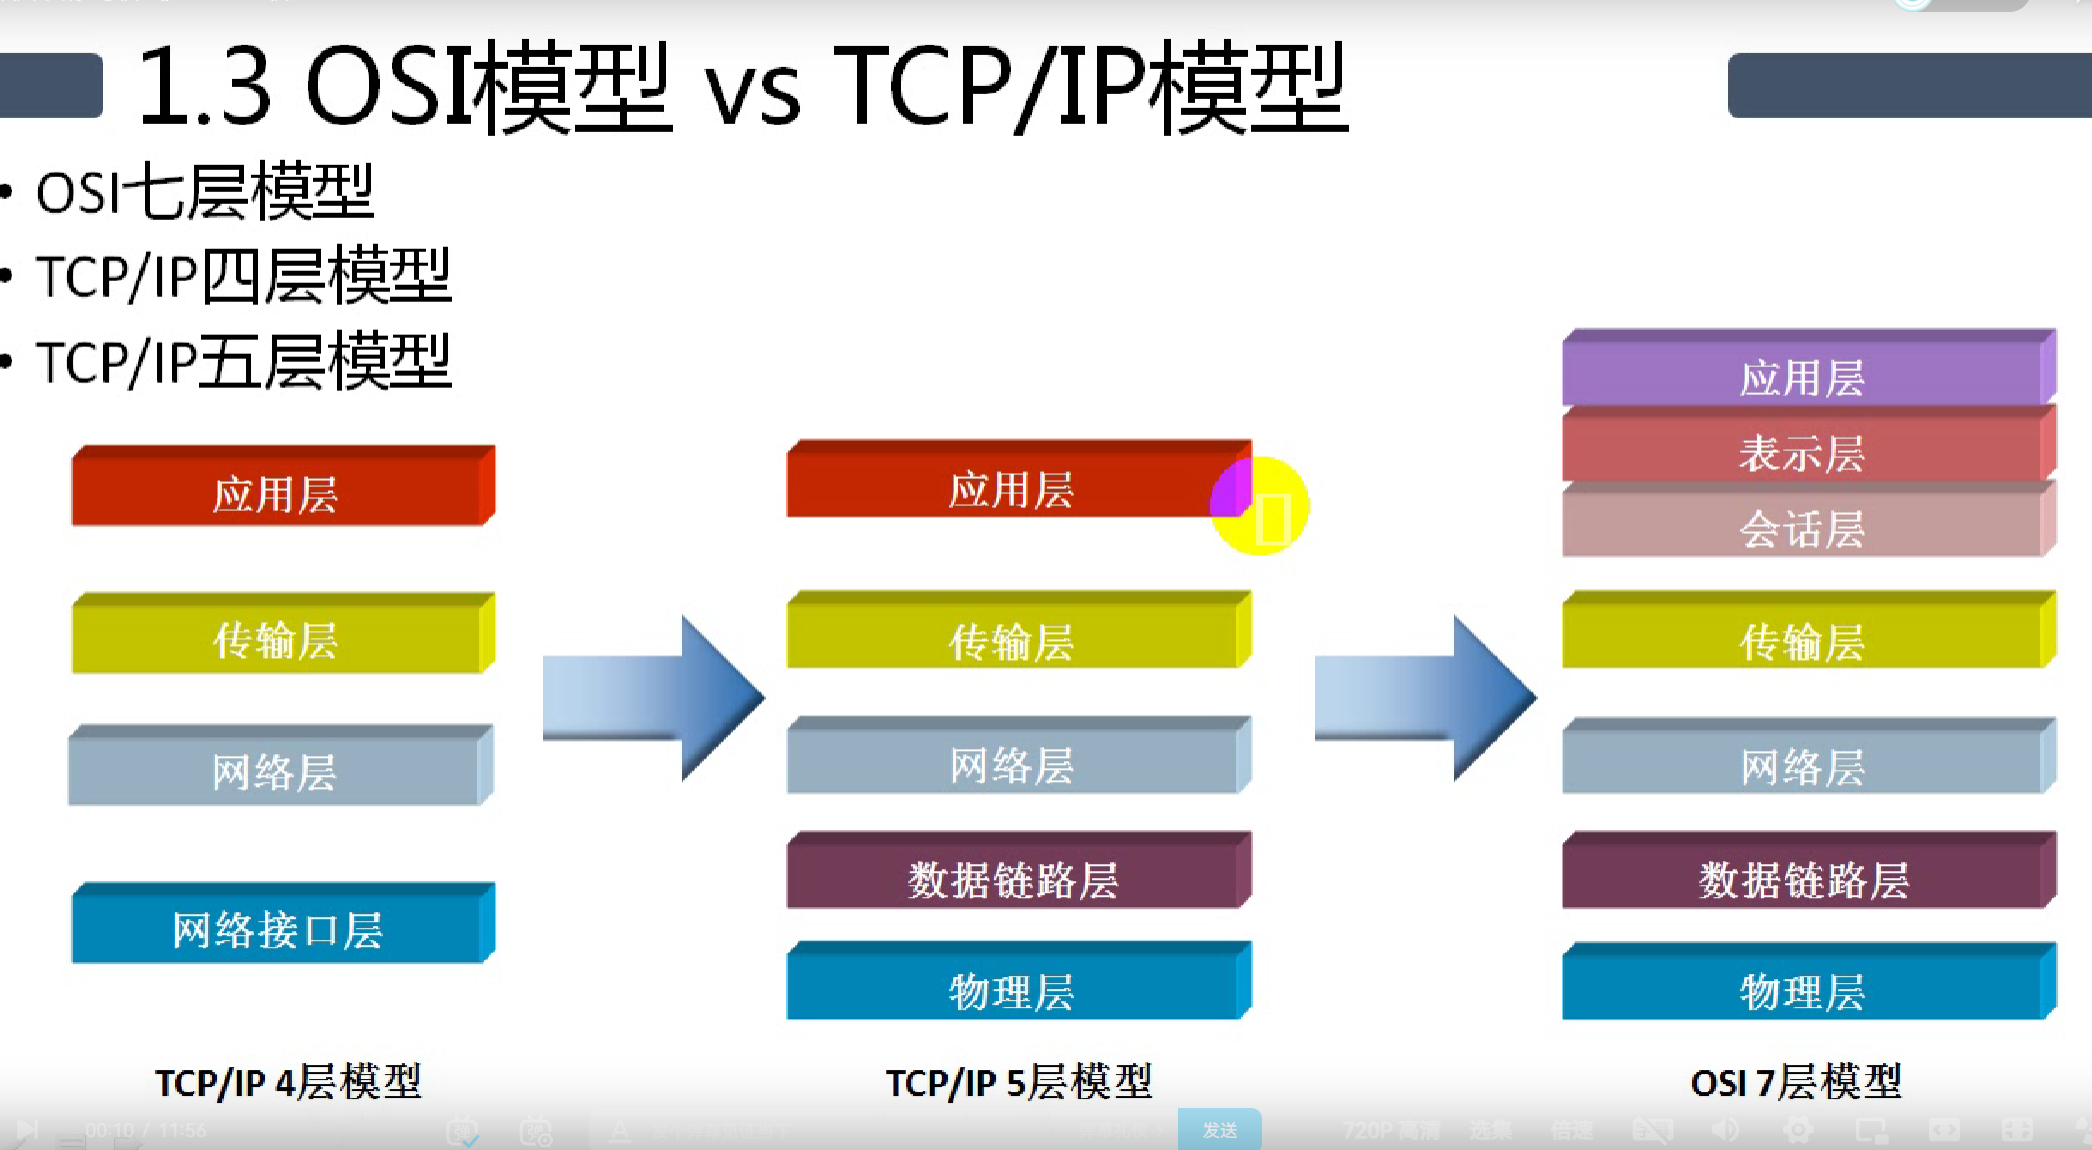 1.3 OSI模型 vs TCP/IP模型
• OSI七层模型
• TCP/IP四层模型
• TCP/IP五层模型
应用层
传输层
网络层
网络接口层
TCP/IP 4层模型
应用层
传输层
网络层
数据链路层
物理层
TCP/IP 5层模型
应用层
表示层
会话层
传输层
网络层
数据链路层
物理层
OSI 7层模型
00:10 / 11:56
发送
720P 高清
选集
倍速